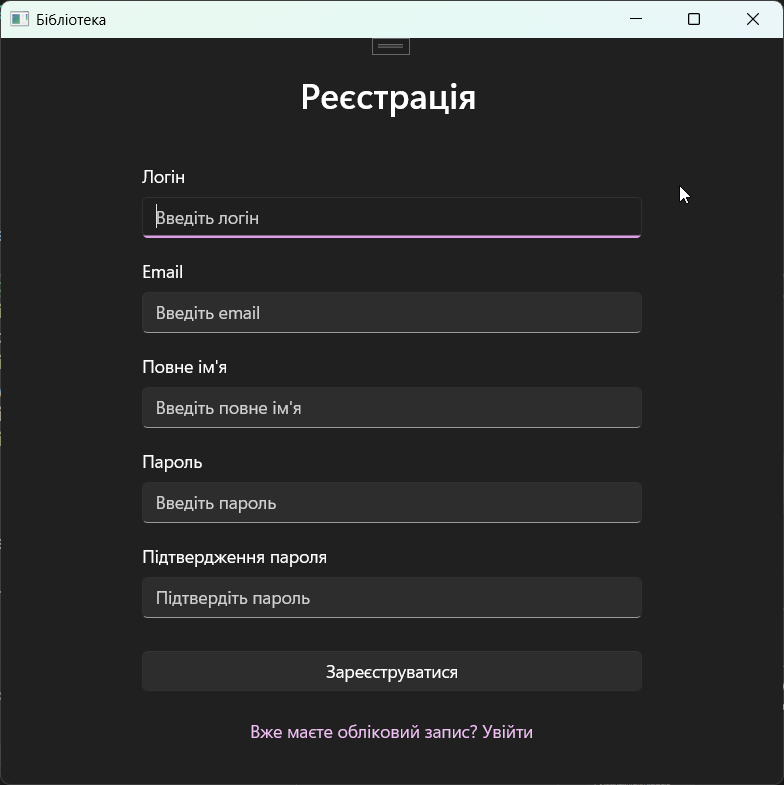 Бібліотека
Реєстрація
Логін
Введіть логін
Email
Введіть email
Повне ім'я
Введіть повне ім'я
Пароль
Введіть пароль
Підтвердження пароля
Підтвердіть пароль
Зареєструватися
Вже маєте обліковий запис? Увійти